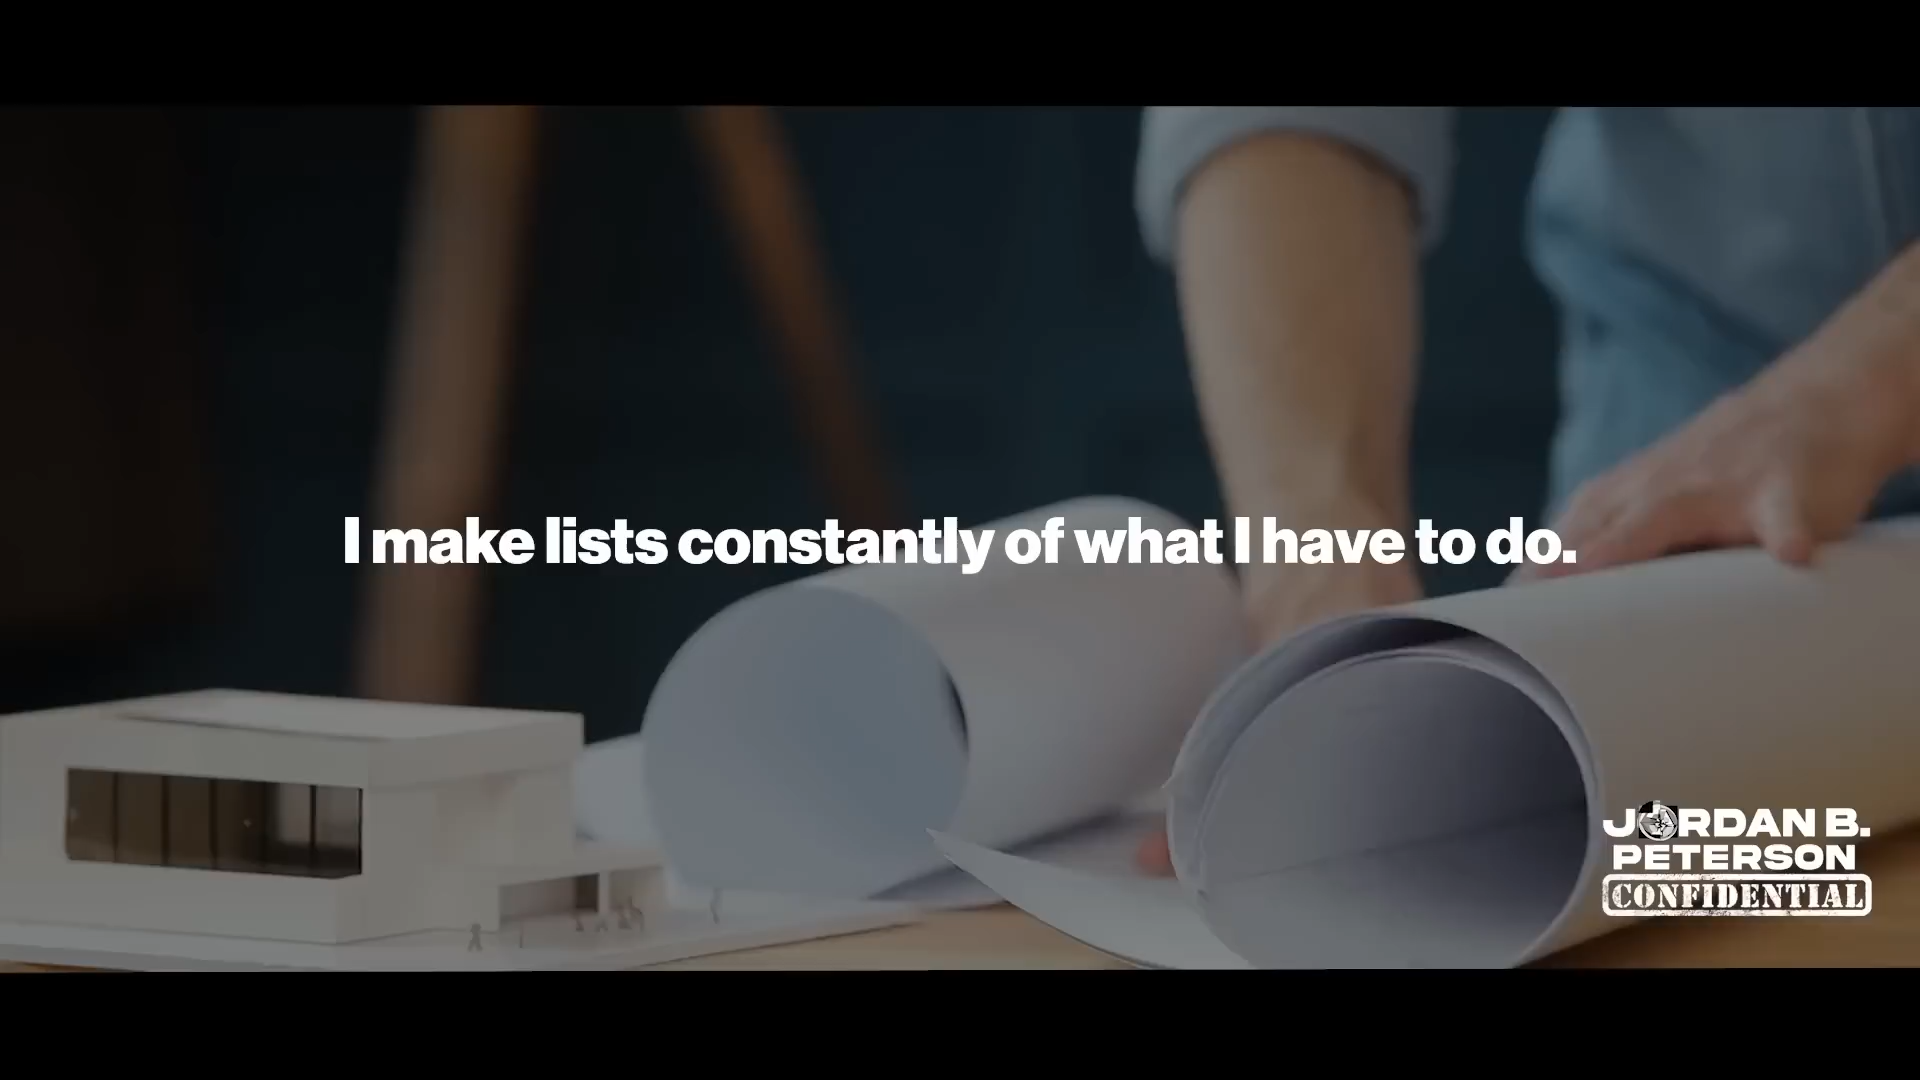 I make lists constantly of what I have to do.
JORDAN B.
PETERSON
CONFIDENTIAL